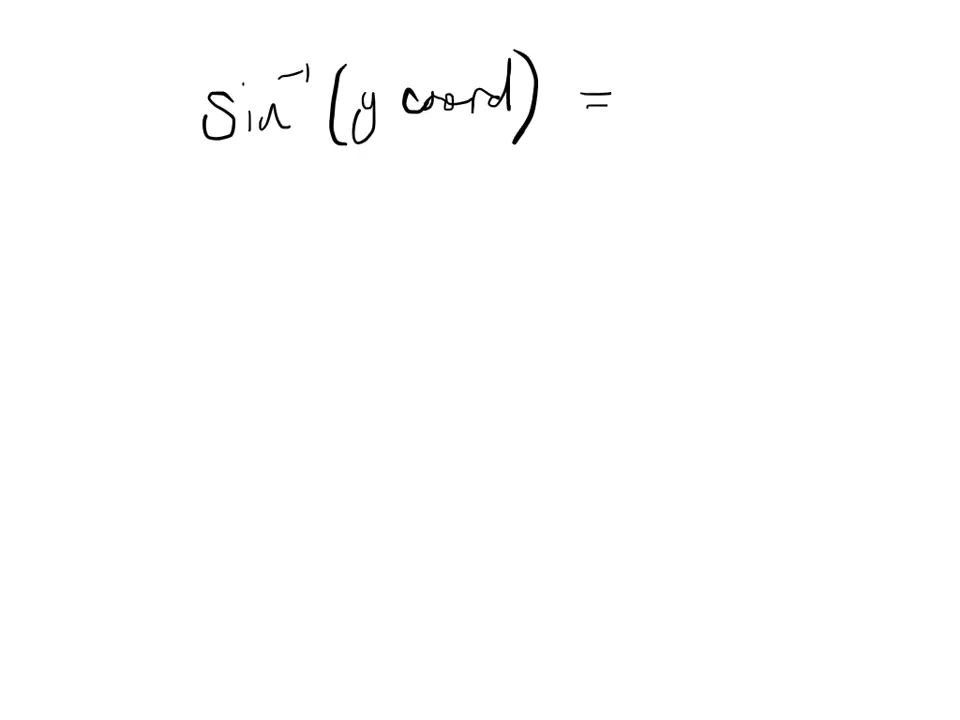 Sin⁻¹ (y coord) =